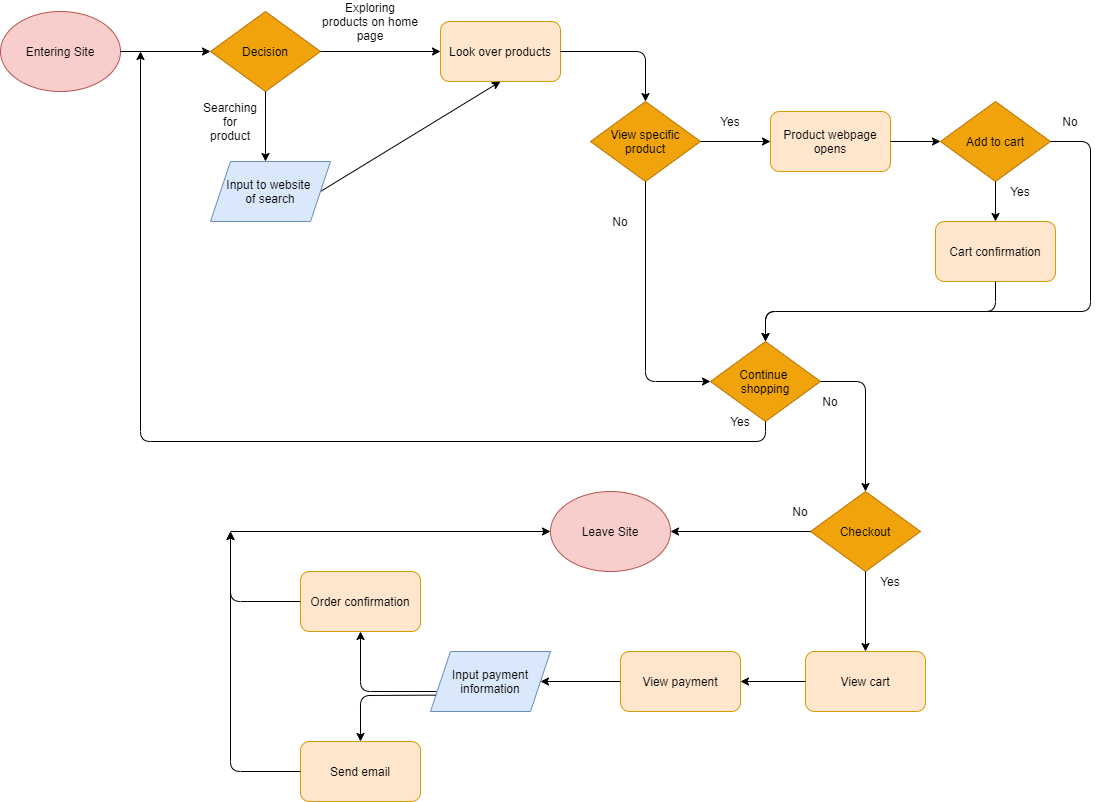 Entering Site
Decision
Exploring
products on home
page
Look over products
Searching
for
product
Input to website
of search
View specific
product
Yes
Product webpage
opens
Add to cart
No
Yes
Cart confirmation
No
Continue
shopping
No
Yes
Leave Site
No
Checkout
Yes
Order confirmation
Input payment
information
View payment
View cart
Send email